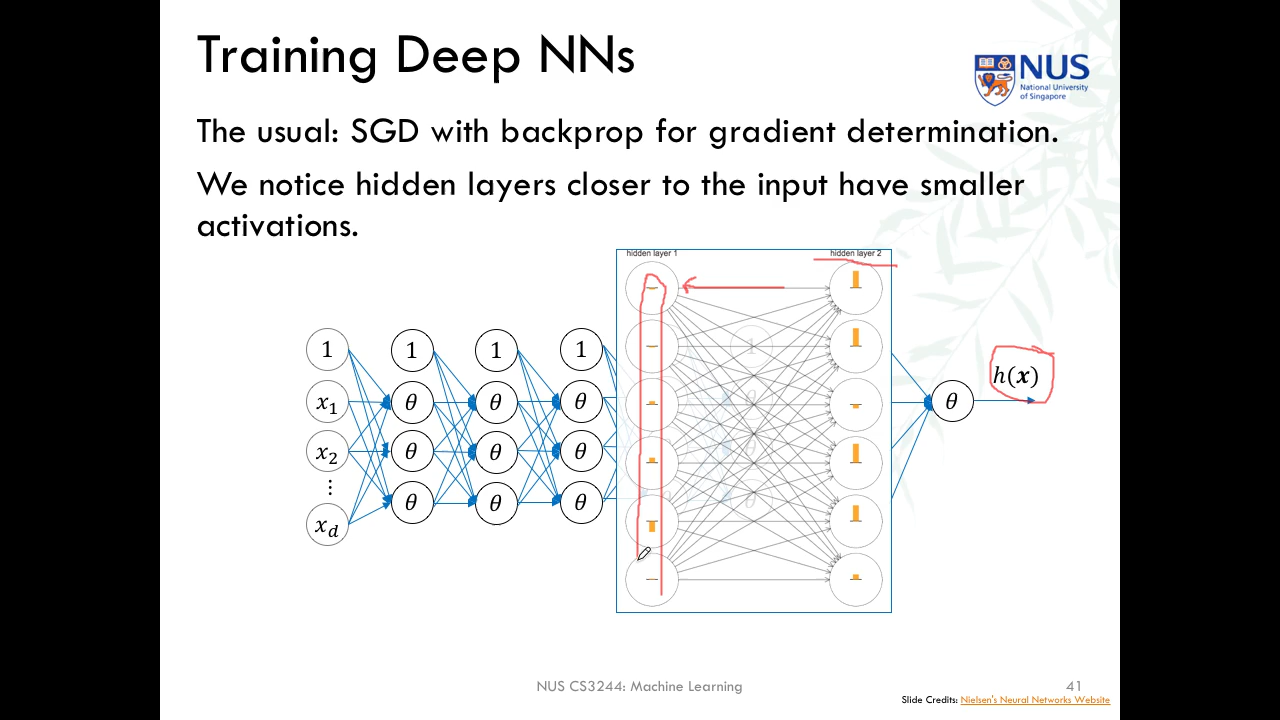 Training Deep NNs
NUS
National University
of Singapore
The usual: SGD with backprop for gradient determination.
We notice hidden layers closer to the input have smaller
activations.
hidden layer 1
hidden layer 2
1 1 1 1 1
x₁ θ θ θ θ
x₂ θ θ θ θ
⋮
x_d θ θ θ θ
θ
h(x)
NUS CS3244: Machine Learning
41
Slide Credits: Nielsen's Neural Networks Website